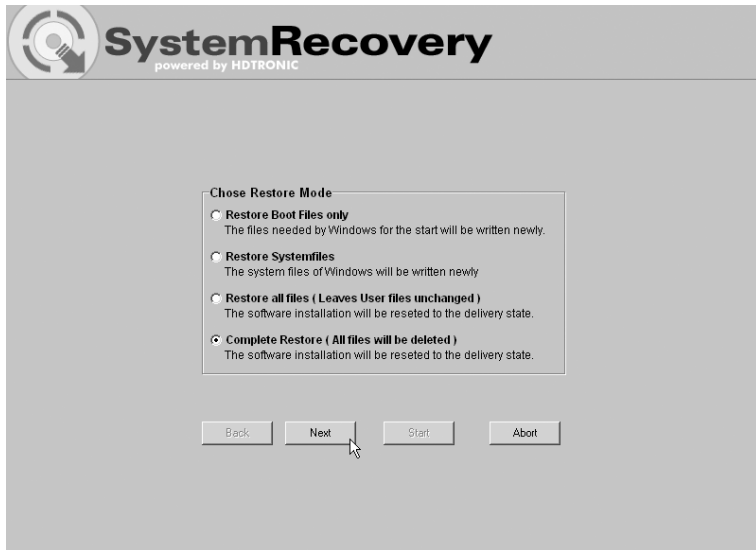 SystemRecovery
powered by HDTRONIC
Chose Restore Mode
Restore Boot Files only
The files needed by Windows for the start will be written newly.
Restore Systemfiles
The system files of Windows will be written newly
Restore all files ( Leaves User files unchanged )
The software installation will be reseted to the delivery state.
Complete Restore ( All files will be deleted )
The software installation will be reseted to the delivery state.
Back Next Start Abort